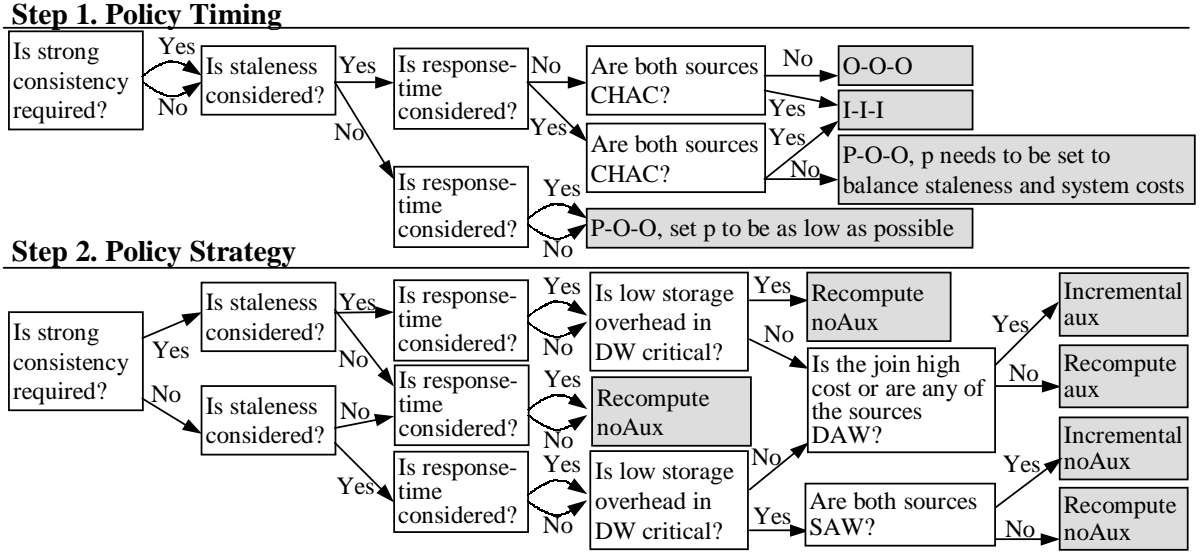 Step 1. Policy Timing
Is strong
consistency
required?
Yes
No
Is staleness
considered?
Yes
No
Is response-
time
considered?
No
Yes
Are both sources
CHAC?
No
Yes
O-O-O
I-I-I
Are both sources
CHAC?
Yes
No
P-O-O, p needs to be set to
balance staleness and system costs
Is response-
time
considered?
Yes
No
P-O-O, set p to be as low as possible
Step 2. Policy Strategy
Is strong
consistency
required?
Yes
No
Is staleness
considered?
Yes
No
Is staleness
considered?
No
Yes
Is response-
time
considered?
Yes
No
Is response-
time
considered?
Yes
No
Is response-
time
considered?
Yes
No
Is low storage
overhead in
DW critical?
Yes
No
Recompute
noAux
Recompute
noAux
Is low storage
overhead in
DW critical?
No
Yes
Is the join high
cost or are any of
the sources
DAW?
Yes
No
Are both sources
SAW?
Yes
No
Incremental
aux
Recompute
aux
Incremental
noAux
Recompute
noAux